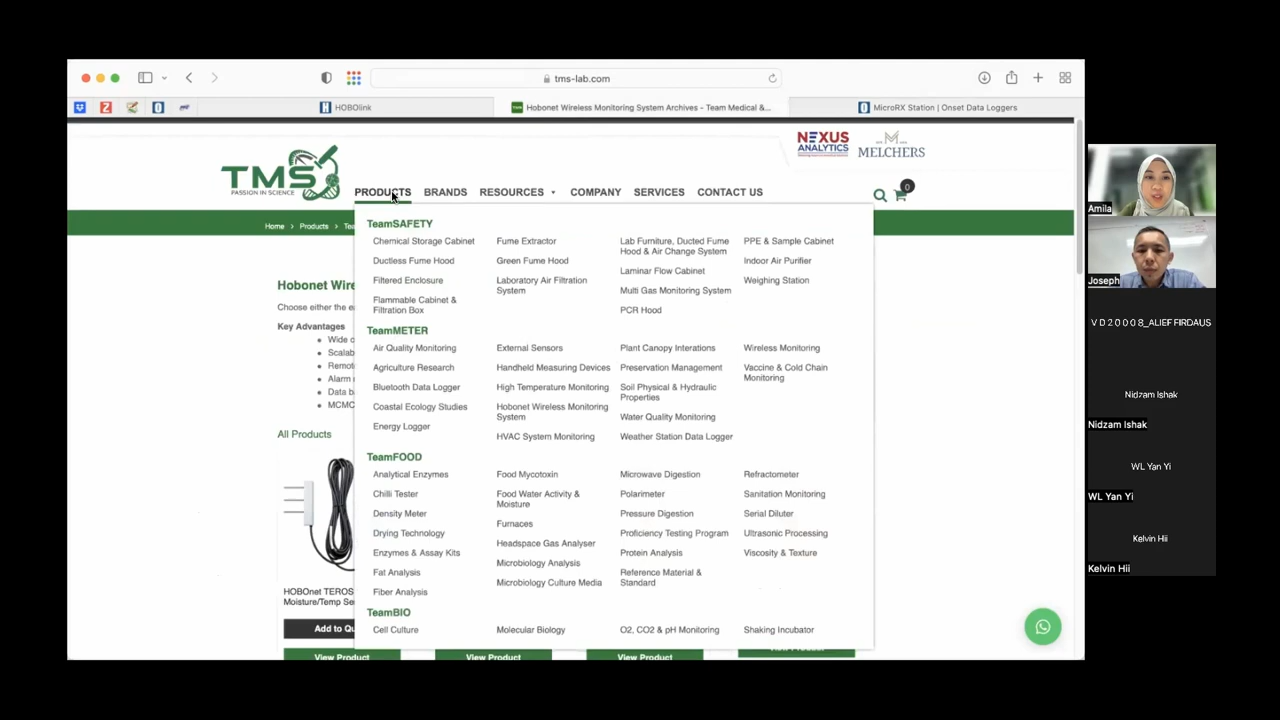 tms-lab.com
HOBOlink
Hobonet Wireless Monitoring System Archives - Team Medical &...
MicroRX Station | Onset Data Loggers
TMS
PASSION IN SCIENCE
NEXUS
ANALYTICS
MELCHERS
PRODUCTS
BRANDS
RESOURCES
COMPANY
SERVICES
CONTACT US
0
Home > Products >
TeamSAFETY
Chemical Storage Cabinet
Ductless Fume Hood
Filtered Enclosure
Flammable Cabinet &
Filtration Box
Fume Extractor
Green Fume Hood
Laboratory Air Filtration
System
Lab Furniture, Ducted Fume
Hood & Air Change System
Laminar Flow Cabinet
Multi Gas Monitoring System
PCR Hood
PPE & Sample Cabinet
Indoor Air Purifier
Weighing Station
TeamMETER
Air Quality Monitoring
Agriculture Research
Bluetooth Data Logger
Coastal Ecology Studies
Energy Logger
External Sensors
Handheld Measuring Devices
High Temperature Monitoring
Hobonet Wireless Monitoring
System
HVAC System Monitoring
Plant Canopy Interations
Preservation Management
Soil Physical & Hydraulic
Properties
Water Quality Monitoring
Weather Station Data Logger
Wireless Monitoring
Vaccine & Cold Chain
Monitoring
TeamFOOD
Analytical Enzymes
Chilli Tester
Density Meter
Drying Technology
Enzymes & Assay Kits
Fat Analysis
Fiber Analysis
Food Mycotoxin
Food Water Activity &
Moisture
Furnaces
Headspace Gas Analyser
Microbiology Analysis
Microbiology Culture Media
Microwave Digestion
Polarimeter
Pressure Digestion
Proficiency Testing Program
Protein Analysis
Reference Material &
Standard
Refractometer
Sanitation Monitoring
Serial Diluter
Ultrasonic Processing
Viscosity & Texture
TeamBIO
Cell Culture
Molecular Biology
O2, CO2 & pH Monitoring
Shaking Incubator
Hobonet Wire
Choose either the
Key Advantages
Wide
Scalab
Remot
Alarm
Data b
MCMC
All Products
HOBOnet TEROS
Moisture/Temp Se
Add to Qu
View Product
View Product
View Product
View Product
Amila
Joseph
V D 2 0 0 0 8_ALIEF FIRDAUS
Nidzam Ishak
Nidzam Ishak
WL Yan Yi
WL Yan Yi
Kelvin Hii
Kelvin Hii